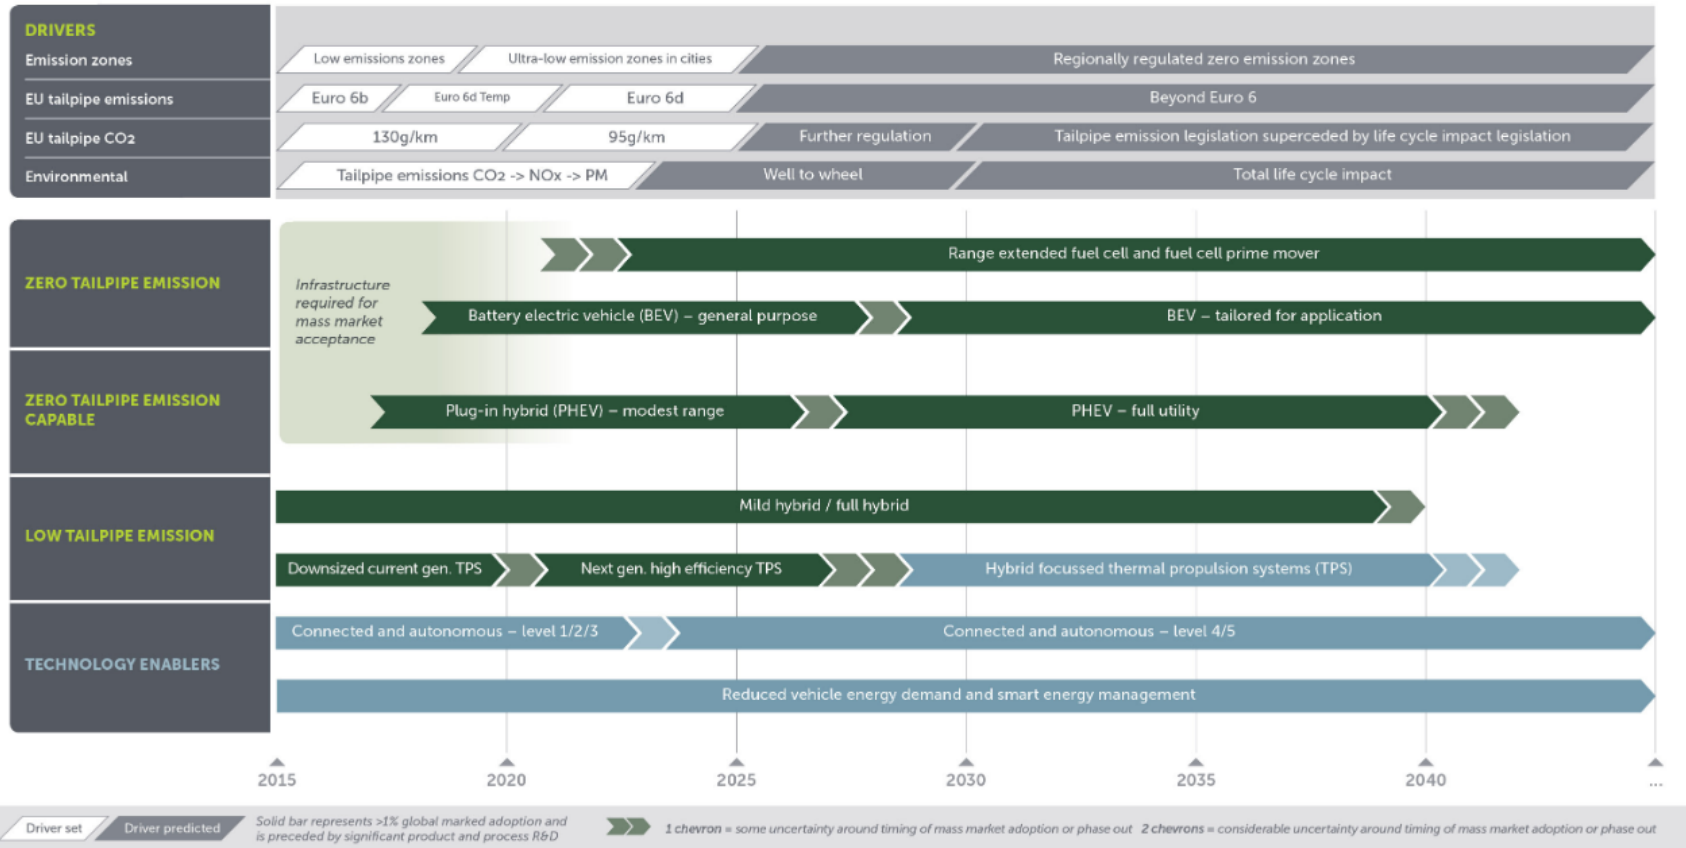 DRIVERS
Emission zones
Low emissions zones
Ultra-low emission zones in cities
Regionally regulated zero emission zones
EU tailpipe emissions
Euro 6b
Euro 6d Temp
Euro 6d
Beyond Euro 6
EU tailpipe CO2
130g/km
95g/km
Further regulation
Tailpipe emission legislation superceded by life cycle impact legislation
Environmental
Tailpipe emissions CO2 -> NOx -> PM
Well to wheel
Total life cycle impact
ZERO TAILPIPE EMISSION
Infrastructure
required for
mass market
acceptance
Range extended fuel cell and fuel cell prime mover
Battery electric vehicle (BEV) – general purpose
BEV – tailored for application
ZERO TAILPIPE EMISSION
CAPABLE
Plug-in hybrid (PHEV) – modest range
PHEV – full utility
LOW TAILPIPE EMISSION
Mild hybrid / full hybrid
Downsized current gen. TPS
Next gen. high efficiency TPS
Hybrid focussed thermal propulsion systems (TPS)
TECHNOLOGY ENABLERS
Connected and autonomous – level 1/2/3
Connected and autonomous – level 4/5
Reduced vehicle energy demand and smart energy management
2015
2020
2025
2030
2035
2040
...
Driver set
Driver predicted
Solid bar represents >1% global marked adoption and
is preceded by significant product and process R&D
1 chevron = some uncertainty around timing of mass market adoption or phase out
2 chevrons = considerable uncertainty around timing of mass market adoption or phase out